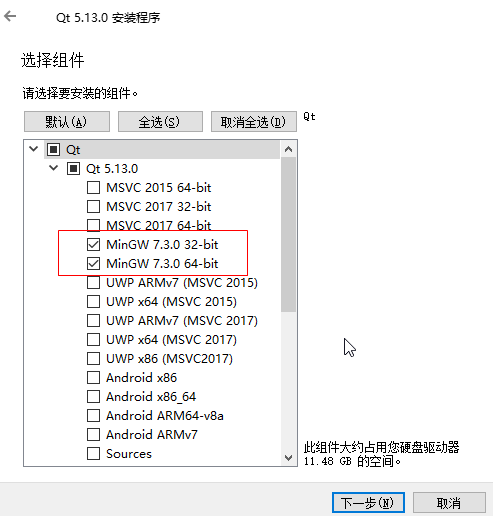 Qt 5.13.0 安装程序
选择组件
请选择要安装的组件。
默认(A)
全选(S)
取消全选(D)
Qt
Qt
Qt 5.13.0
MSVC 2015 64-bit
MSVC 2017 32-bit
MSVC 2017 64-bit
MinGW 7.3.0 32-bit
MinGW 7.3.0 64-bit
UWP ARMv7 (MSVC 2015)
UWP x64 (MSVC 2015)
UWP ARMv7 (MSVC 2017)
UWP x64 (MSVC 2017)
UWP x86 (MSVC2017)
Android x86
Android x86_64
Android ARM64-v8a
Android ARMv7
Sources
此组件大约占用您硬盘驱动器
11.48 GB 的空间。
下一步(N)
取消